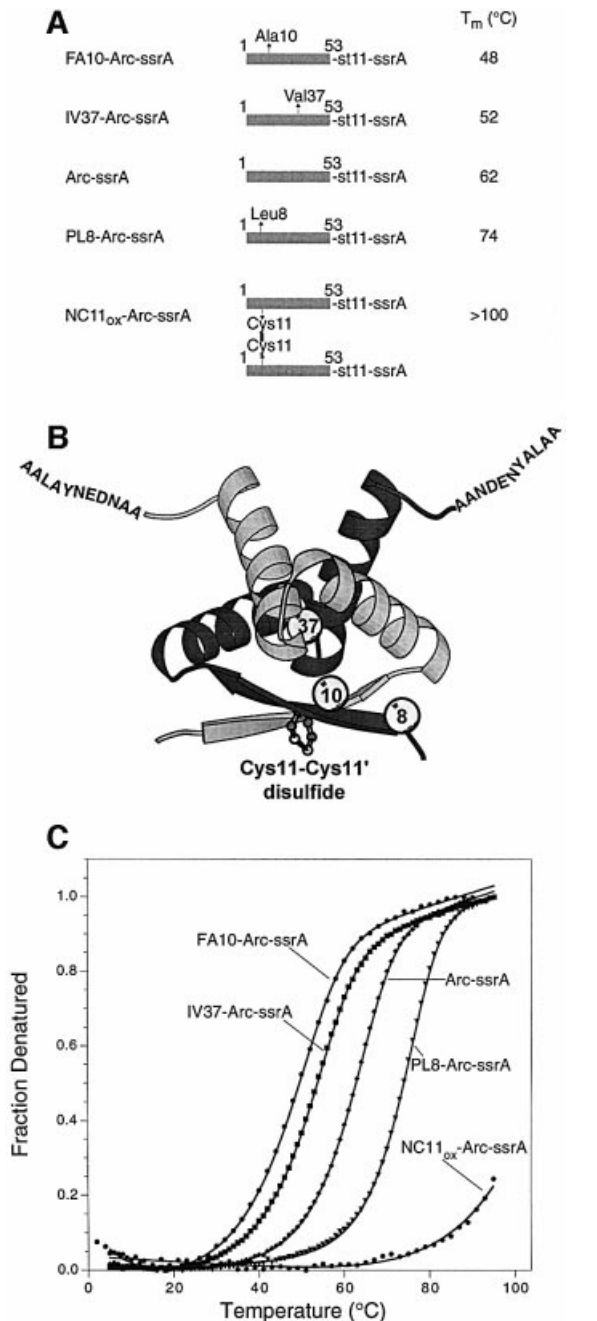 A
Tm (°C)
Ala10
1 53
FA10-Arc-ssrA -st11-ssrA 48
Val37
1 53
IV37-Arc-ssrA -st11-ssrA 52
1 53
Arc-ssrA -st11-ssrA 62
Leu8
1 53
PL8-Arc-ssrA -st11-ssrA 74
1 53
-st11-ssrA
NC11ox-Arc-ssrA Cys11 >100
Cys11
1 53
-st11-ssrA
B
AALAYNEDNAA
AANDENYALAA
37
10
8
Cys11-Cys11'
disulfide
C
Fraction Denatured
1.0
0.8
0.6
0.4
0.2
0.0
FA10-Arc-ssrA
Arc-ssrA
IV37-Arc-ssrA
PL8-Arc-ssrA
NC11ox-Arc-ssrA
0 20 40 60 80 100
Temperature (°C)